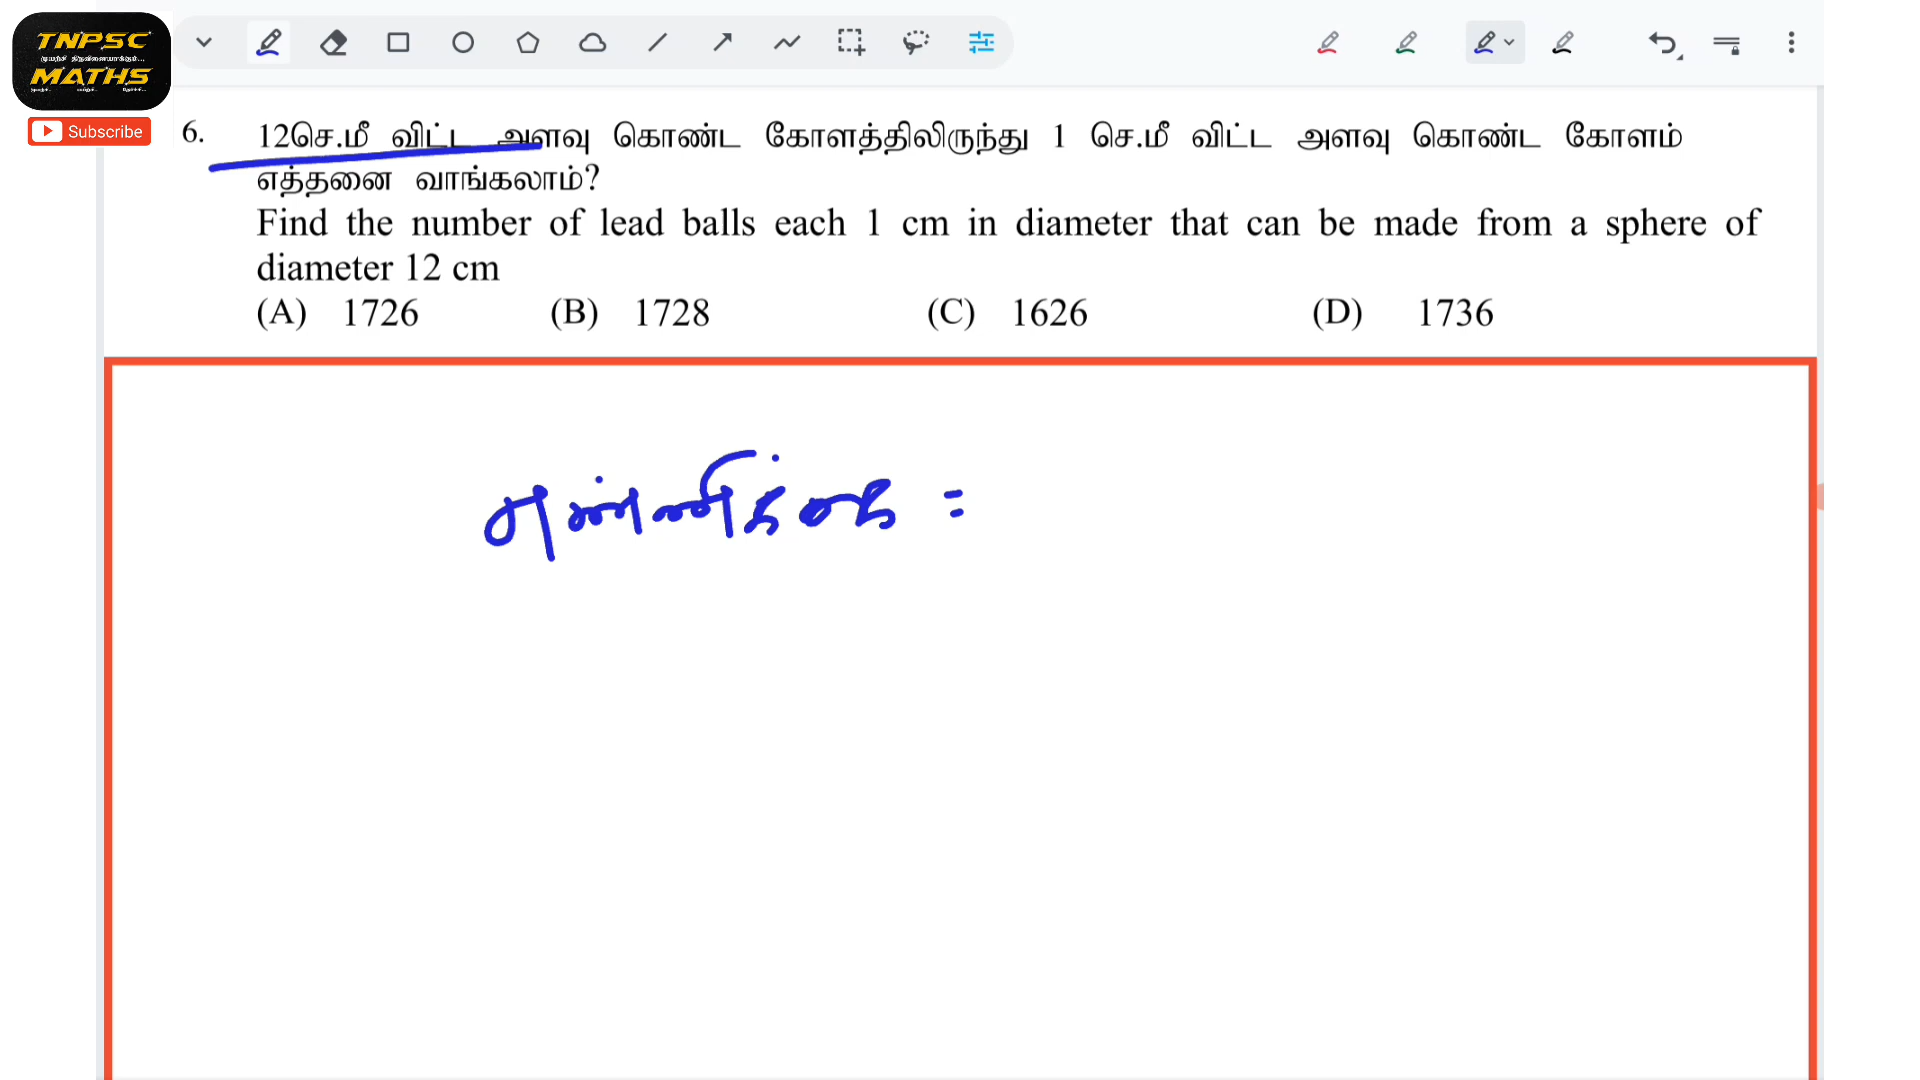 TNPSC
முயற்சி திருவினையாக்கும்...
MATHS
Subscribe
6. 12செ.மீ விட்ட அளவு கொண்ட கோளத்திலிருந்து 1 செ.மீ விட்ட அளவு கொண்ட கோளம்
எத்தனை வாங்கலாம்?
Find the number of lead balls each 1 cm in diameter that can be made from a sphere of
diameter 12 cm
(A) 1726 (B) 1728 (C) 1626 (D) 1736
எண்ணிக்கை =